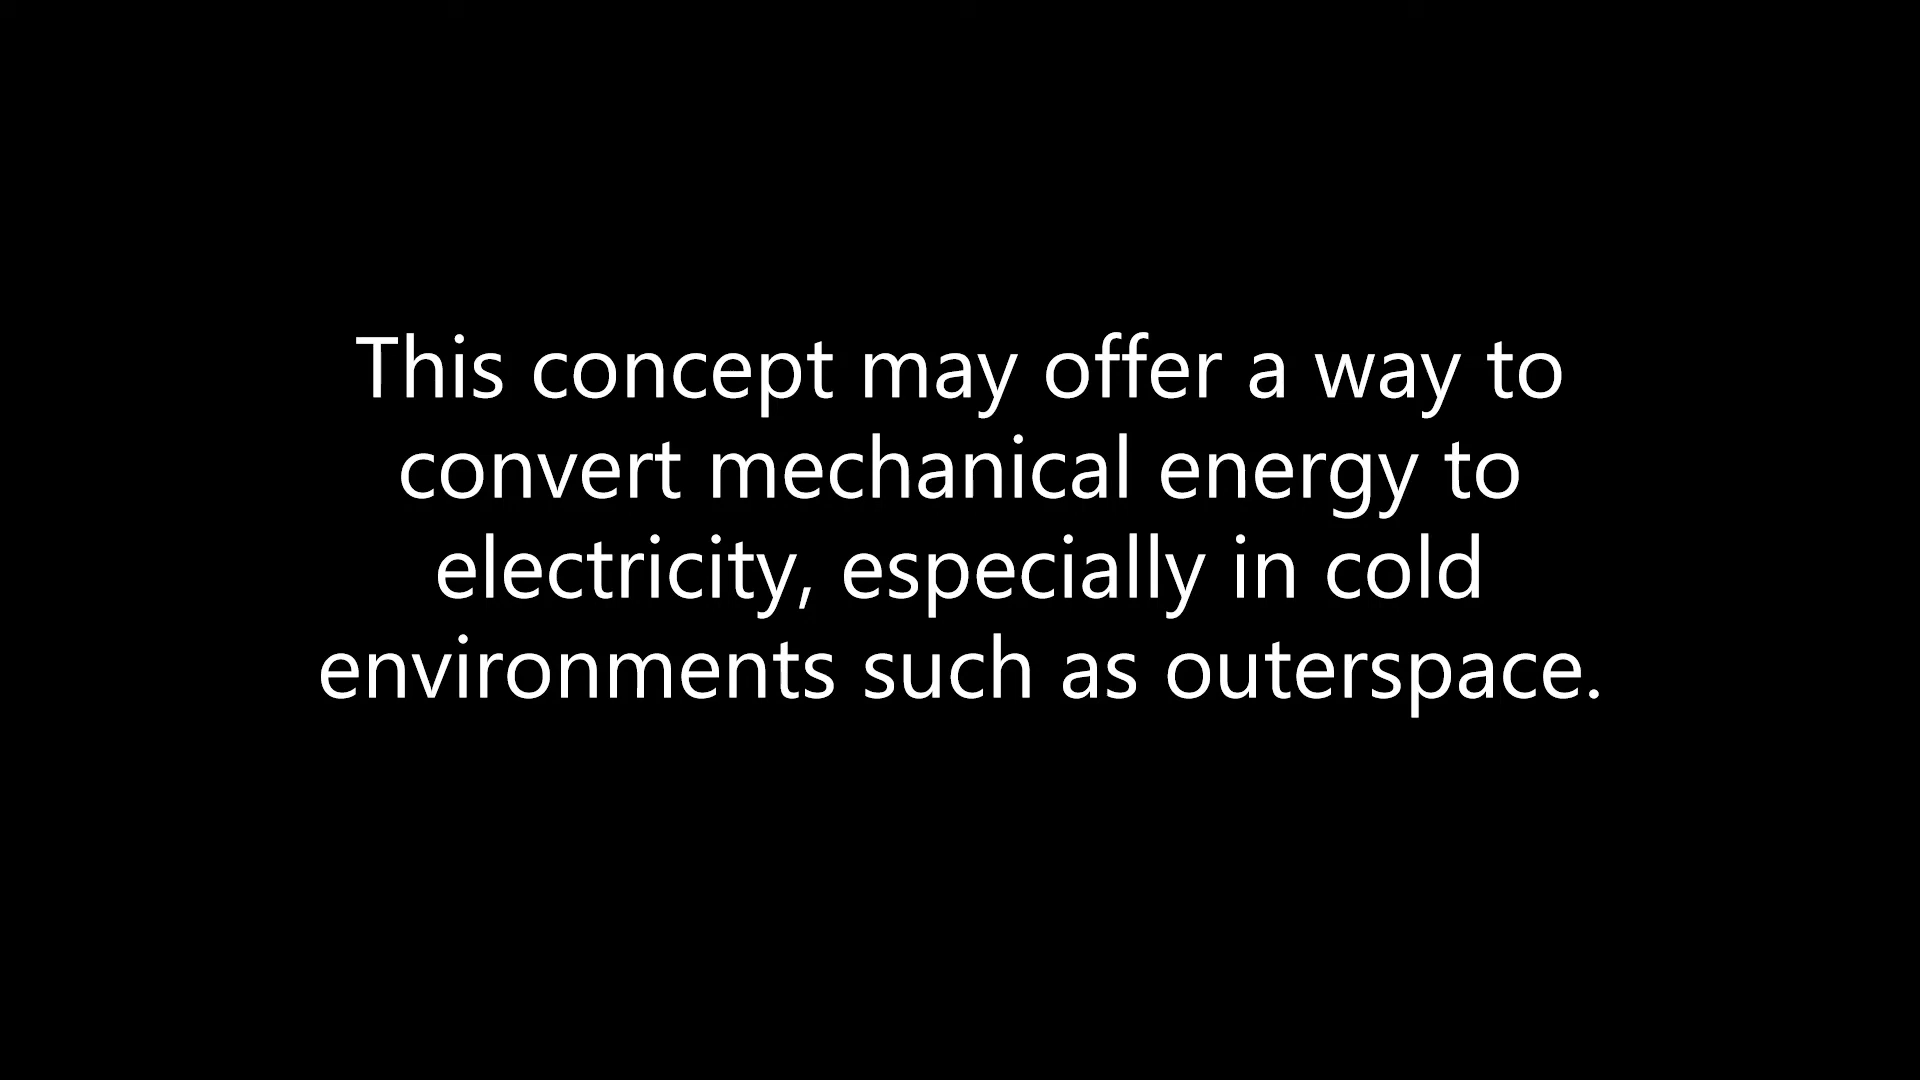 This concept may offer a way to
convert mechanical energy to
electricity, especially in cold
environments such as outerspace.